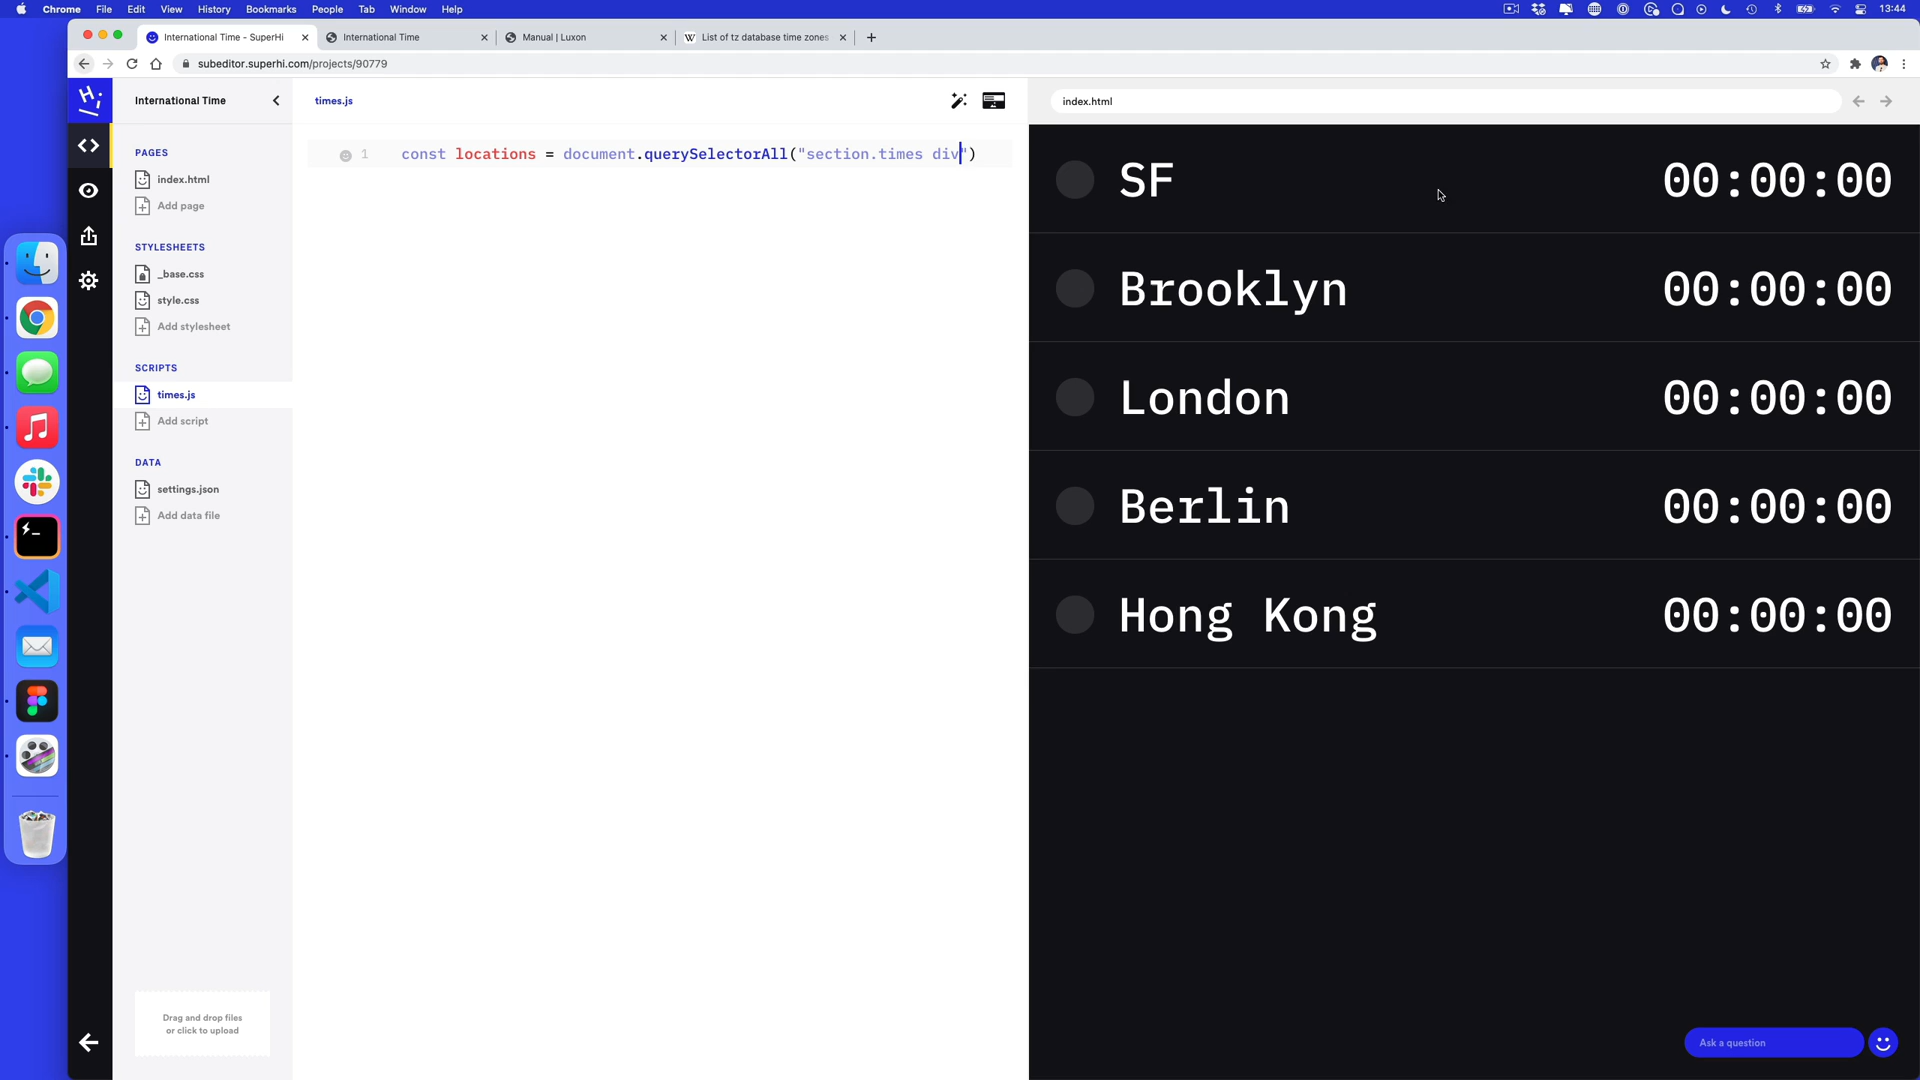 Chrome File Edit View History Bookmarks People Tab Window Help 13:44
International Time - SuperHi International Time Manual | Luxon W List of tz database time zones
subeditor.superhi.com/projects/90779
Hi International Time times.js index.html
PAGES
index.html
Add page
STYLESHEETS
_base.css
style.css
Add stylesheet
SCRIPTS
times.js
Add script
DATA
settings.json
Add data file
Drag and drop files
or click to upload
1 const locations = document.querySelectorAll("section.times div")
SF 00:00:00
Brooklyn 00:00:00
London 00:00:00
Berlin 00:00:00
Hong Kong 00:00:00
Ask a question